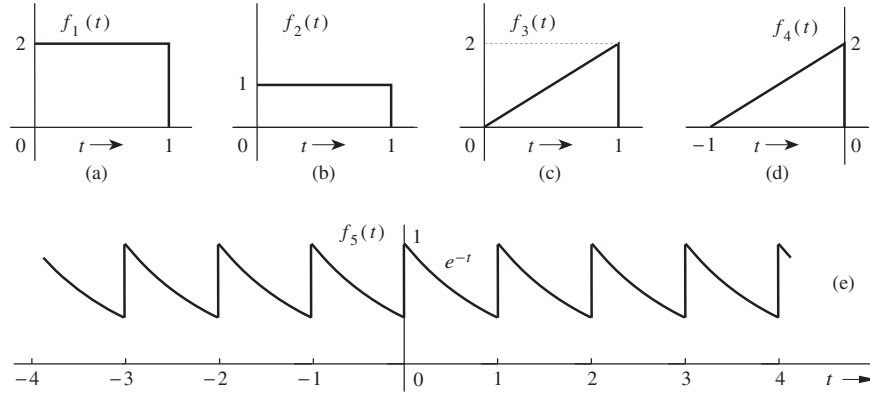 f₁(t) f₂(t) f₃(t) f₄(t)
2 2 2
1
0 t → 1 0 t → 1 0 t → 1 −1 t → 0
(a) (b) (c) (d)
f₅(t) 1
e⁻ᵗ
(e)
−4 −3 −2 −1 0 1 2 3 4 t →